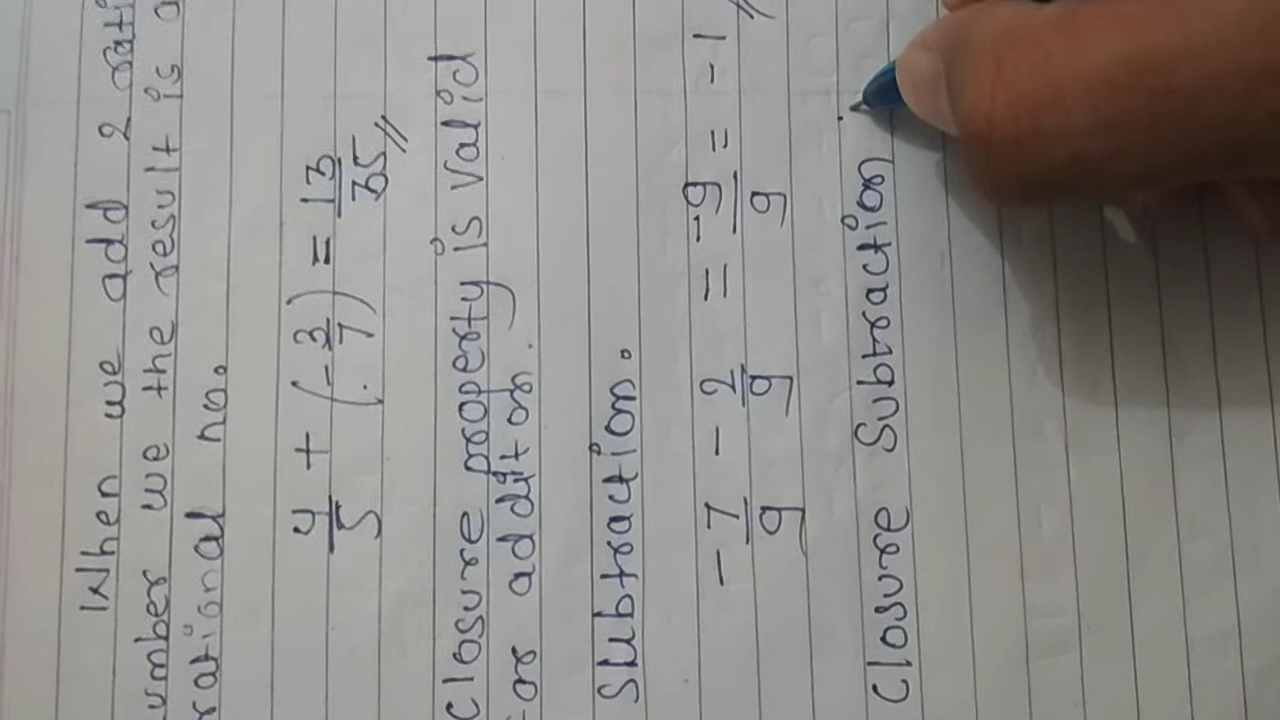 When we add 2 rati
umber we the result is a
rational no.
4/5 + (-3/7) = 13/35 //
Closure property is valid
for additon.
Subtraction.
-7/9 - 2/9 = -9/9 = -1 //
Closure Subtraction